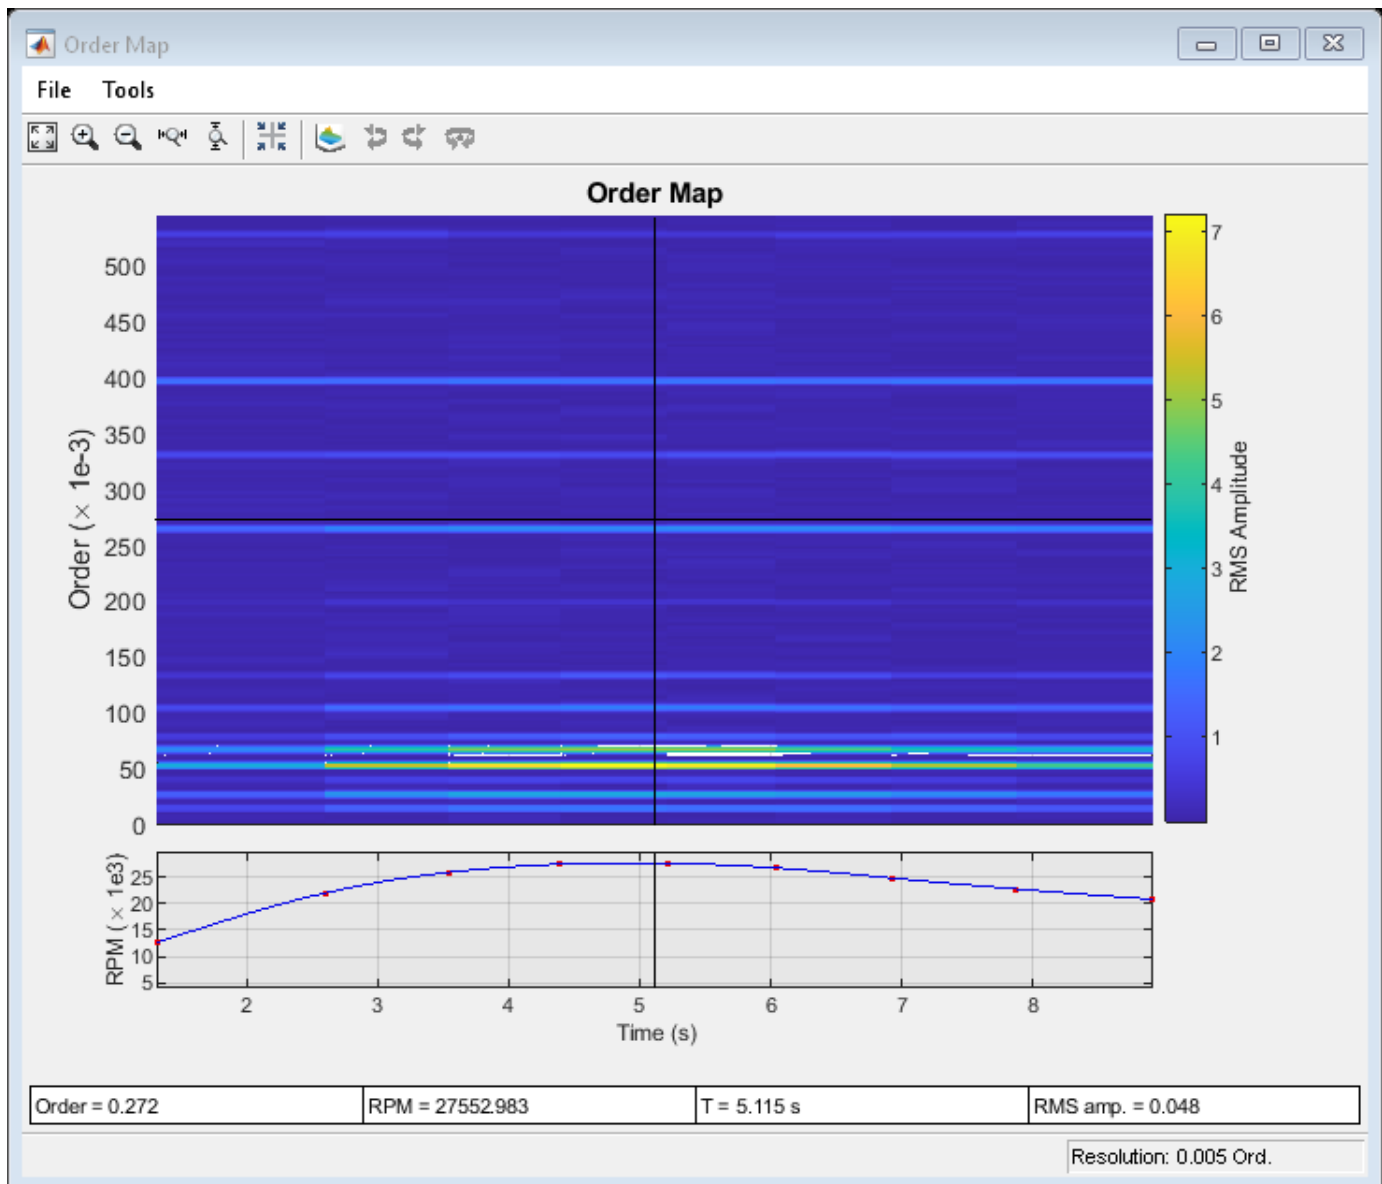 Order Map
File Tools
Order Map
Order (× 1e-3)
500
450
400
350
300
250
200
150
100
50
0
7
6
5
4
3
2
1
RMS Amplitude
RPM (× 1e3)
25
20
15
10
5
2 3 4 5 6 7 8
Time (s)
Order = 0.272 RPM = 27552.983 T = 5.115 s RMS amp. = 0.048
Resolution: 0.005 Ord.